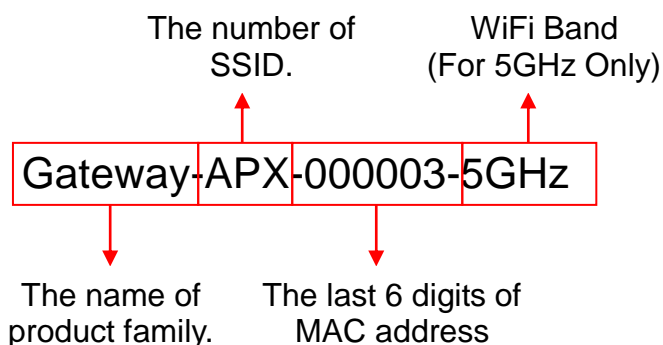 The number of
SSID.
WiFi Band
(For 5GHz Only)
Gateway-APX-000003-5GHz
The name of
product family.
The last 6 digits of
MAC address